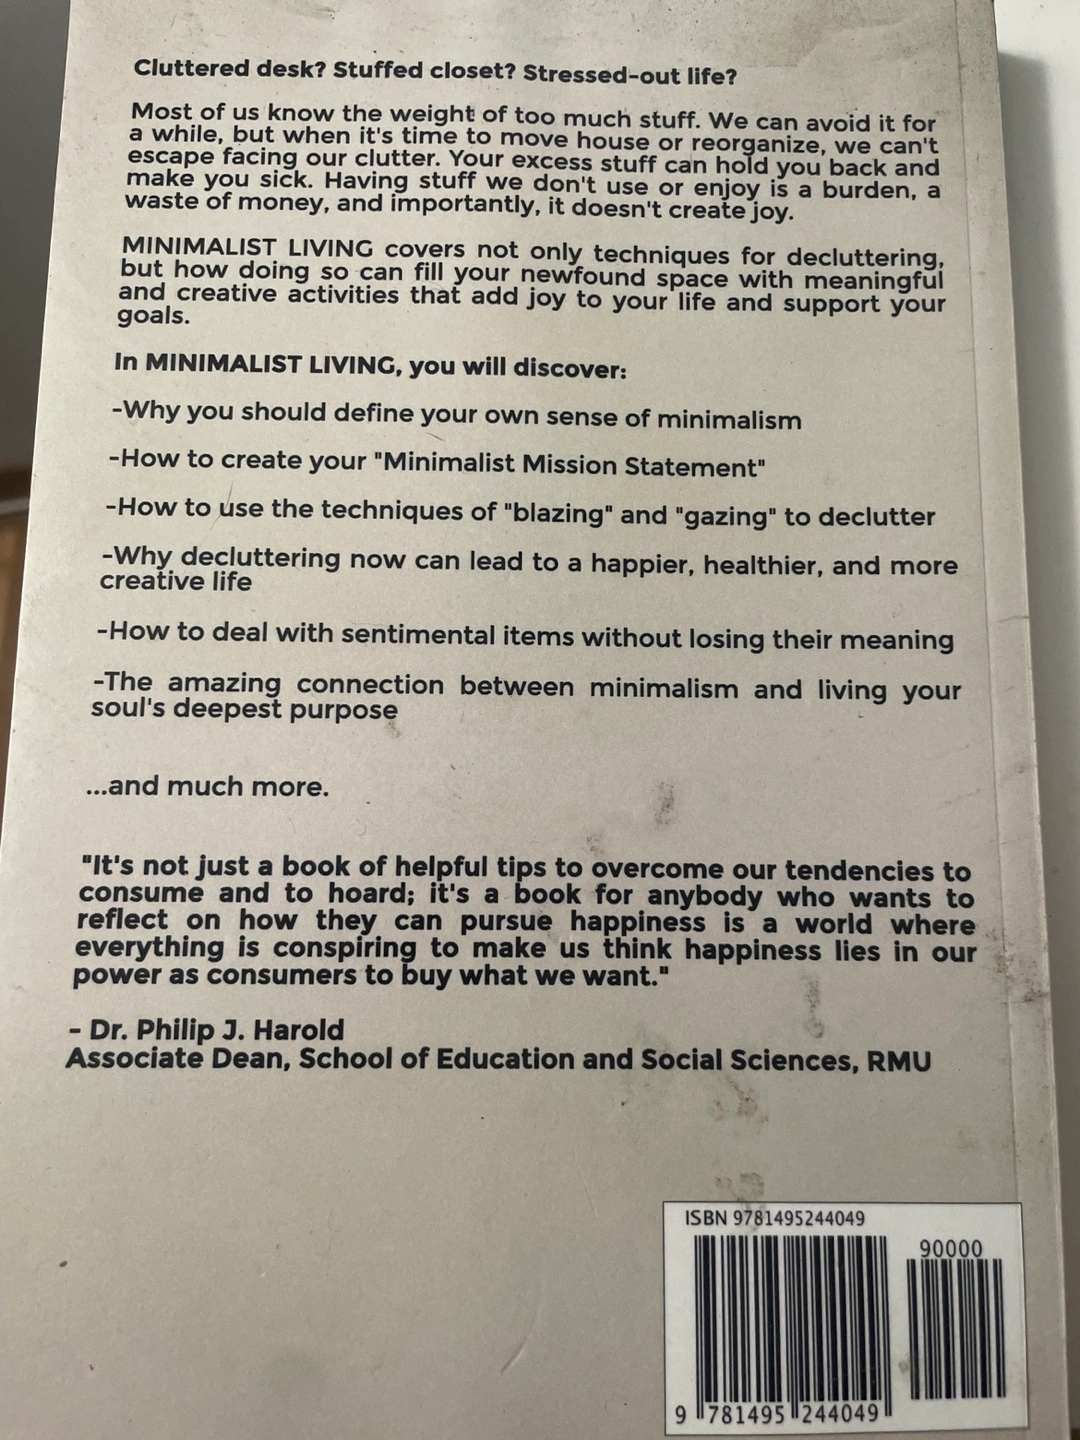 Cluttered desk? Stuffed closet? Stressed-out life?
Most of us know the weight of too much stuff. We can avoid it for
a while, but when it's time to move house or reorganize, we can't
escape facing our clutter. Your excess stuff can hold you back and
make you sick. Having stuff we don't use or enjoy is a burden, a
waste of money, and importantly, it doesn't create joy.
MINIMALIST LIVING covers not only techniques for decluttering,
but how doing so can fill your newfound space with meaningful
and creative activities that add joy to your life and support your
goals.
In MINIMALIST LIVING, you will discover:
-Why you should define your own sense of minimalism
-How to create your "Minimalist Mission Statement"
-How to use the techniques of "blazing" and "gazing" to declutter
-Why decluttering now can lead to a happier, healthier, and more
creative life
-How to deal with sentimental items without losing their meaning
-The amazing connection between minimalism and living your
soul's deepest purpose
...and much more.
"It's not just a book of helpful tips to overcome our tendencies to
consume and to hoard; it's a book for anybody who wants to
reflect on how they can pursue happiness is a world where
everything is conspiring to make us think happiness lies in our
power as consumers to buy what we want."
- Dr. Philip J. Harold
Associate Dean, School of Education and Social Sciences, RMU
ISBN 9781495244049
90000
9 781495 244049